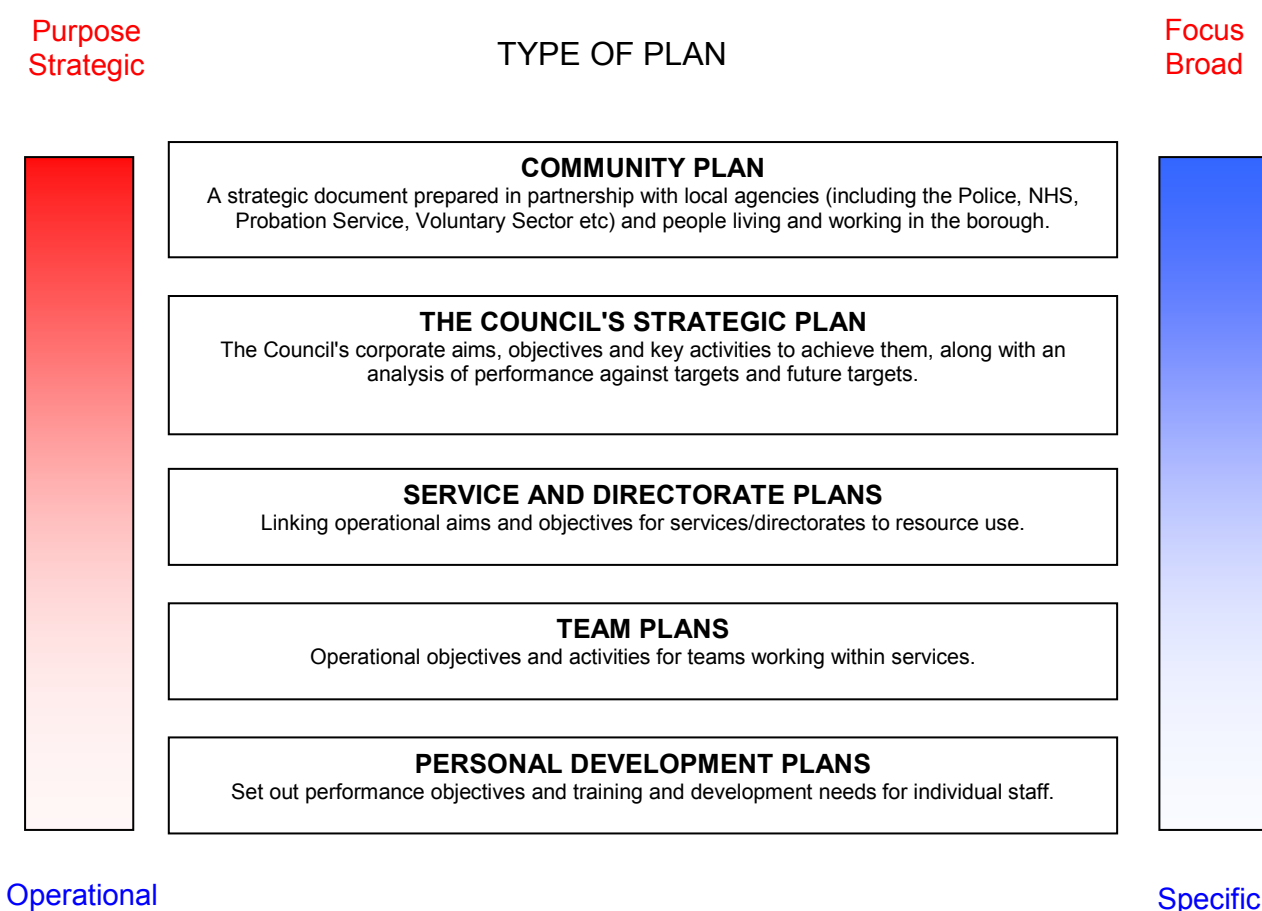 Purpose
Strategic
TYPE OF PLAN
Focus
Broad
COMMUNITY PLAN
A strategic document prepared in partnership with local agencies (including the Police, NHS,
Probation Service, Voluntary Sector etc) and people living and working in the borough.
THE COUNCIL'S STRATEGIC PLAN
The Council's corporate aims, objectives and key activities to achieve them, along with an
analysis of performance against targets and future targets.
SERVICE AND DIRECTORATE PLANS
Linking operational aims and objectives for services/directorates to resource use.
TEAM PLANS
Operational objectives and activities for teams working within services.
PERSONAL DEVELOPMENT PLANS
Set out performance objectives and training and development needs for individual staff.
Operational
Specific